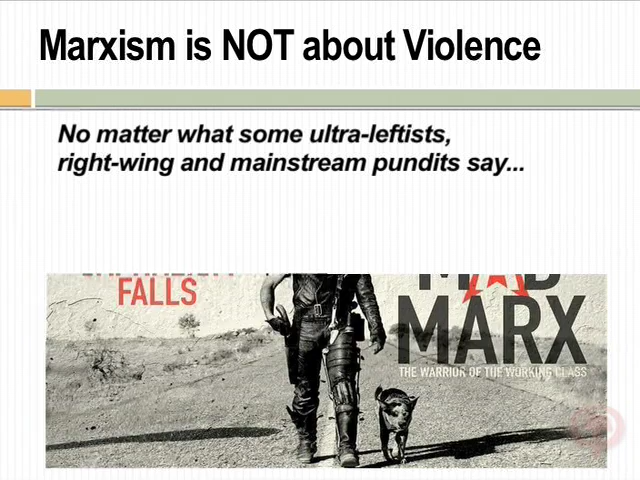 Marxism is NOT about Violence
No matter what some ultra-leftists,
right-wing and mainstream pundits say...
FALLS
MAD
MARX
THE WARRIOR OF THE WORKING CLASS